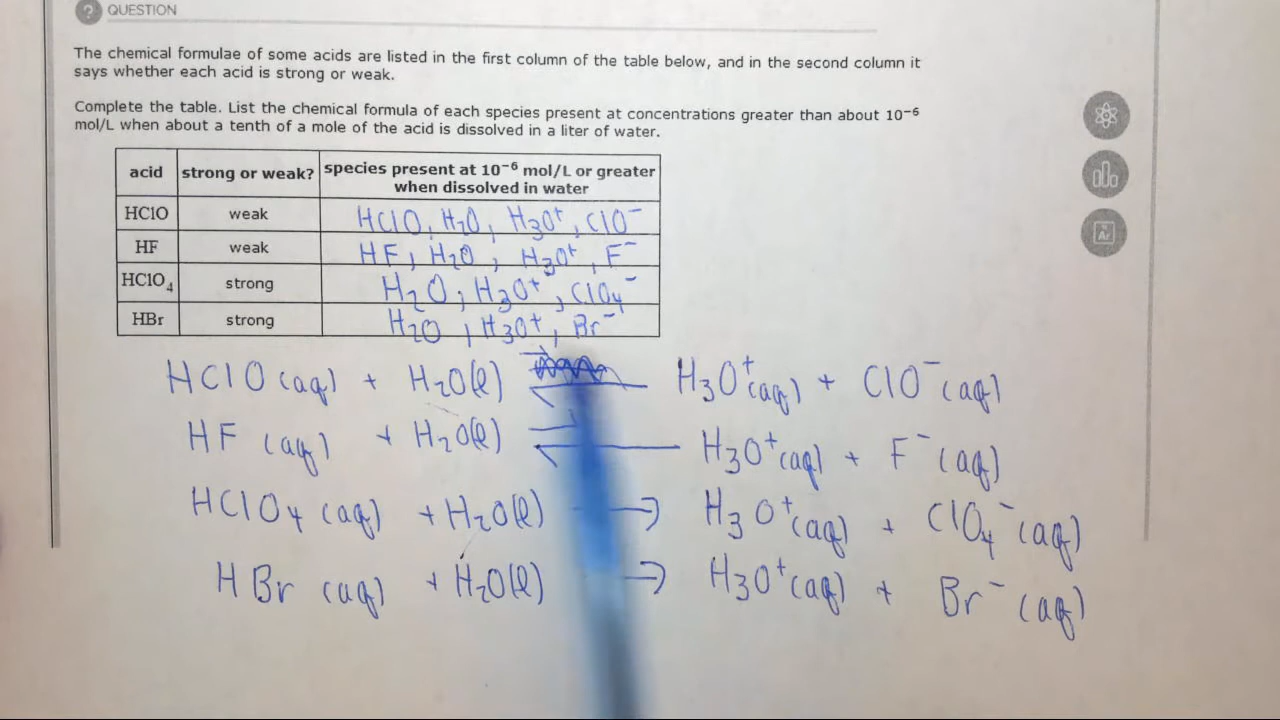 ? QUESTION
The chemical formulae of some acids are listed in the first column of the table below, and in the second column it
says whether each acid is strong or weak.
Complete the table. List the chemical formula of each species present at concentrations greater than about 10⁻⁶
mol/L when about a tenth of a mole of the acid is dissolved in a liter of water.
acid strong or weak? species present at 10⁻⁶ mol/L or greater
when dissolved in water
HClO weak HClO, H₂O, H₃O⁺, ClO⁻
HF weak HF, H₂O, H₃O⁺, F⁻
HClO₄ strong H₂O, H₃O⁺, ClO₄⁻
HBr strong H₂O, H₃O⁺, Br⁻
HClO(aq) + H₂O(l) ⇌ H₃O⁺(aq) + ClO⁻(aq)
HF (aq) + H₂O(l) ⇌ H₃O⁺(aq) + F⁻(aq)
HClO₄ (aq) + H₂O(l) → H₃O⁺(aq) + ClO₄⁻(aq)
HBr (aq) + H₂O(l) → H₃O⁺(aq) + Br⁻(aq)
Ar